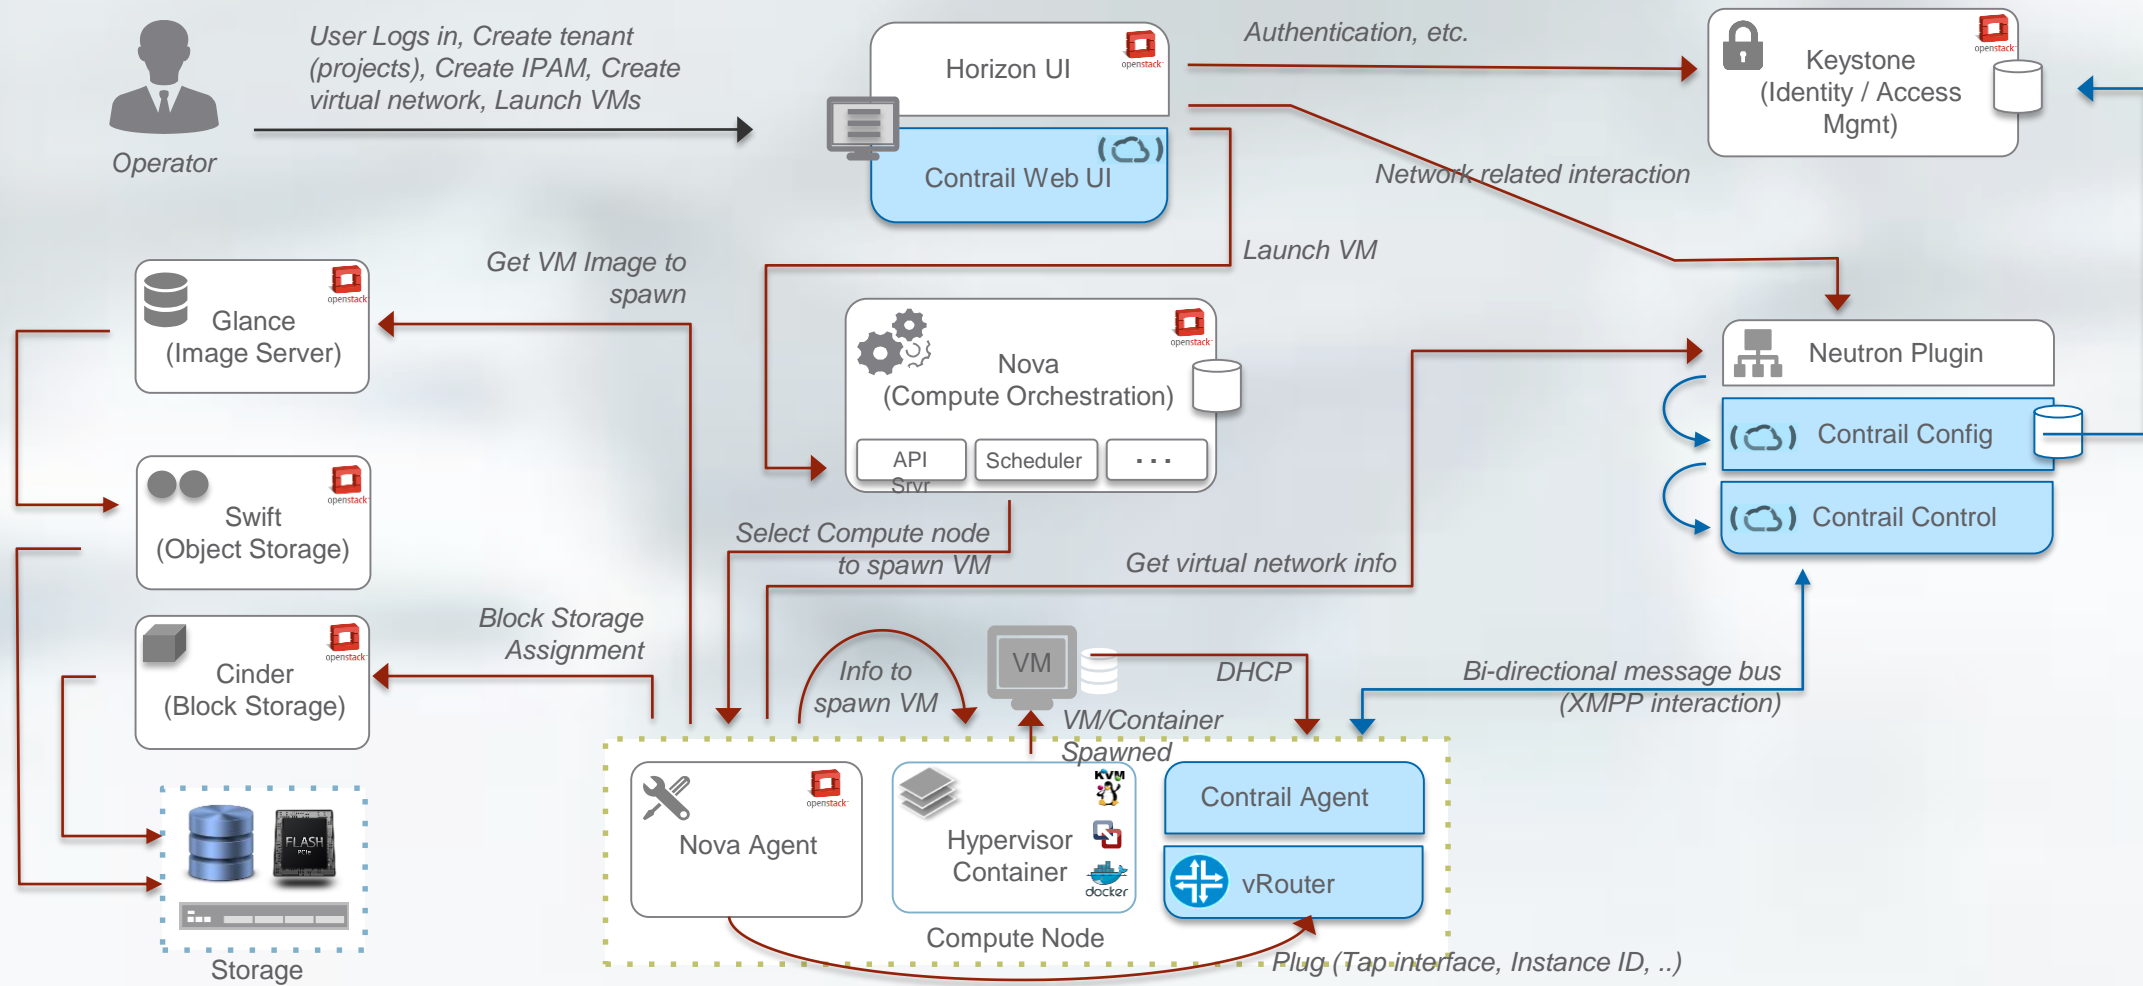 User Logs in, Create tenant
(projects), Create IPAM, Create
virtual network, Launch VMs
Operator
Horizon UI
openstack
Contrail Web UI
Authentication, etc.
Keystone
(Identity / Access
Mgmt)
openstack
Network related interaction
Launch VM
Get VM Image to
spawn
Glance
(Image Server)
openstack
Nova
(Compute Orchestration)
openstack
API
Srvr
Scheduler
...
Neutron Plugin
Contrail Config
Contrail Control
Swift
(Object Storage)
openstack
Select Compute node
to spawn VM
Get virtual network info
Block Storage
Assignment
Cinder
(Block Storage)
openstack
Info to
spawn VM
VM
DHCP
VM/Container
Spawned
Bi-directional message bus
(XMPP interaction)
Nova Agent
openstack
Hypervisor
Container
KVM
docker
Contrail Agent
vRouter
Compute Node
Plug (Tap interface, Instance ID, ..)
FLASH
PCIe
Storage